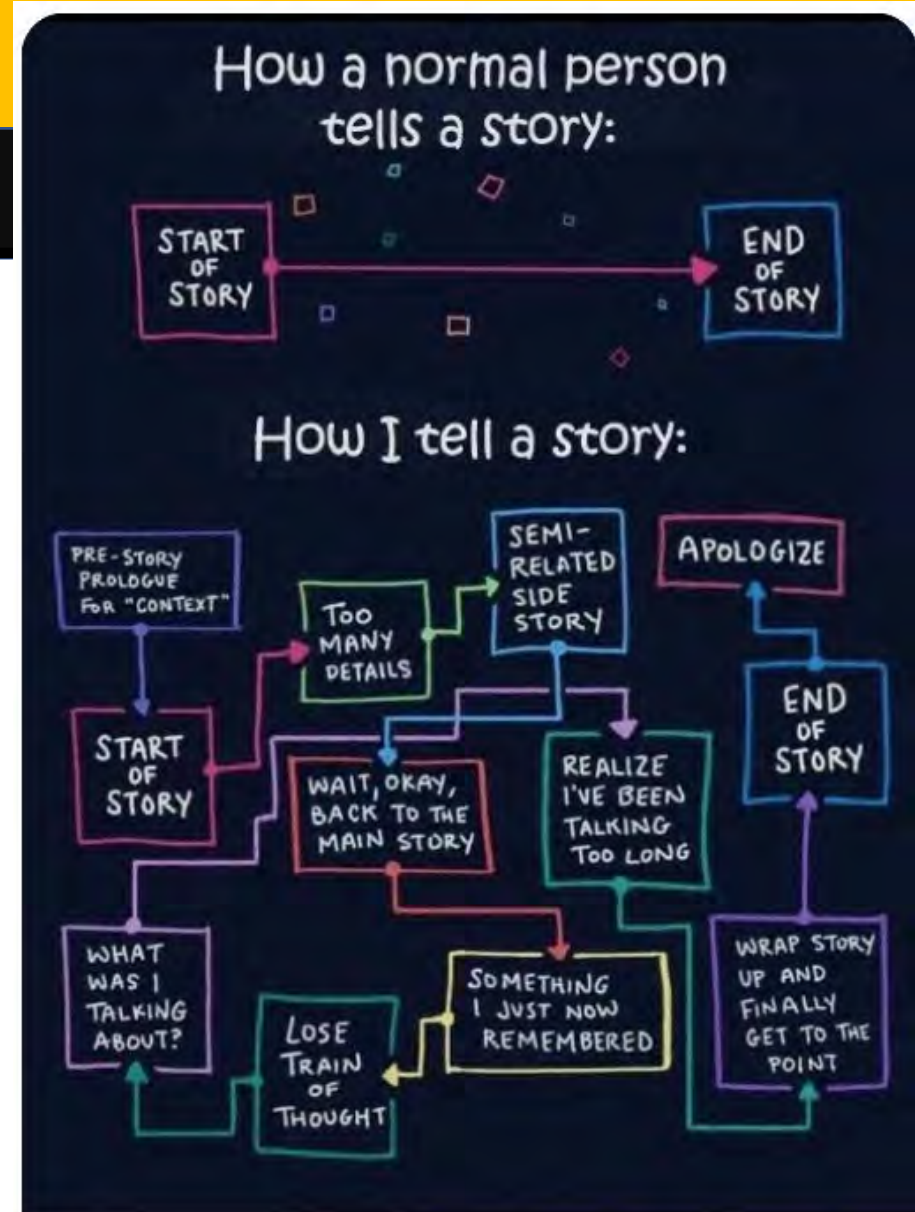 How a normal person
tells a story:
START
OF
STORY
END
OF
STORY
How I tell a story:
PRE-STORY
PROLOGUE
FOR "CONTEXT"
START
OF
STORY
TOO
MANY
DETAILS
SEMI-
RELATED
SIDE
STORY
WAIT, OKAY,
BACK TO THE
MAIN STORY
SOMETHING
I JUST NOW
REMEMBERED
LOSE
TRAIN
OF
THOUGHT
WHAT
WAS I
TALKING
ABOUT?
REALIZE
I'VE BEEN
TALKING
TOO LONG
WRAP STORY
UP AND
FINALLY
GET TO THE
POINT
END
OF
STORY
APOLOGIZE